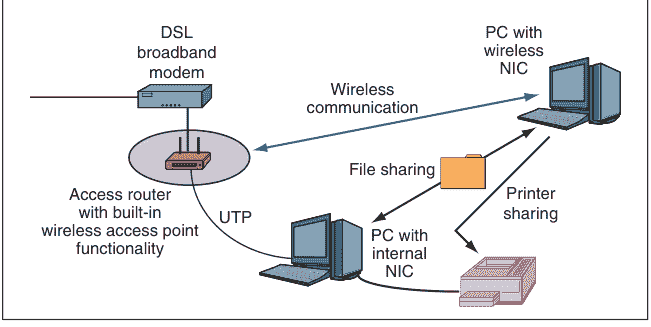 DSL
broadband
modem
PC with
wireless
NIC
Wireless
communication
File sharing
Printer
sharing
Access router
with built-in
wireless access point
functionality
UTP
PC with
internal
NIC